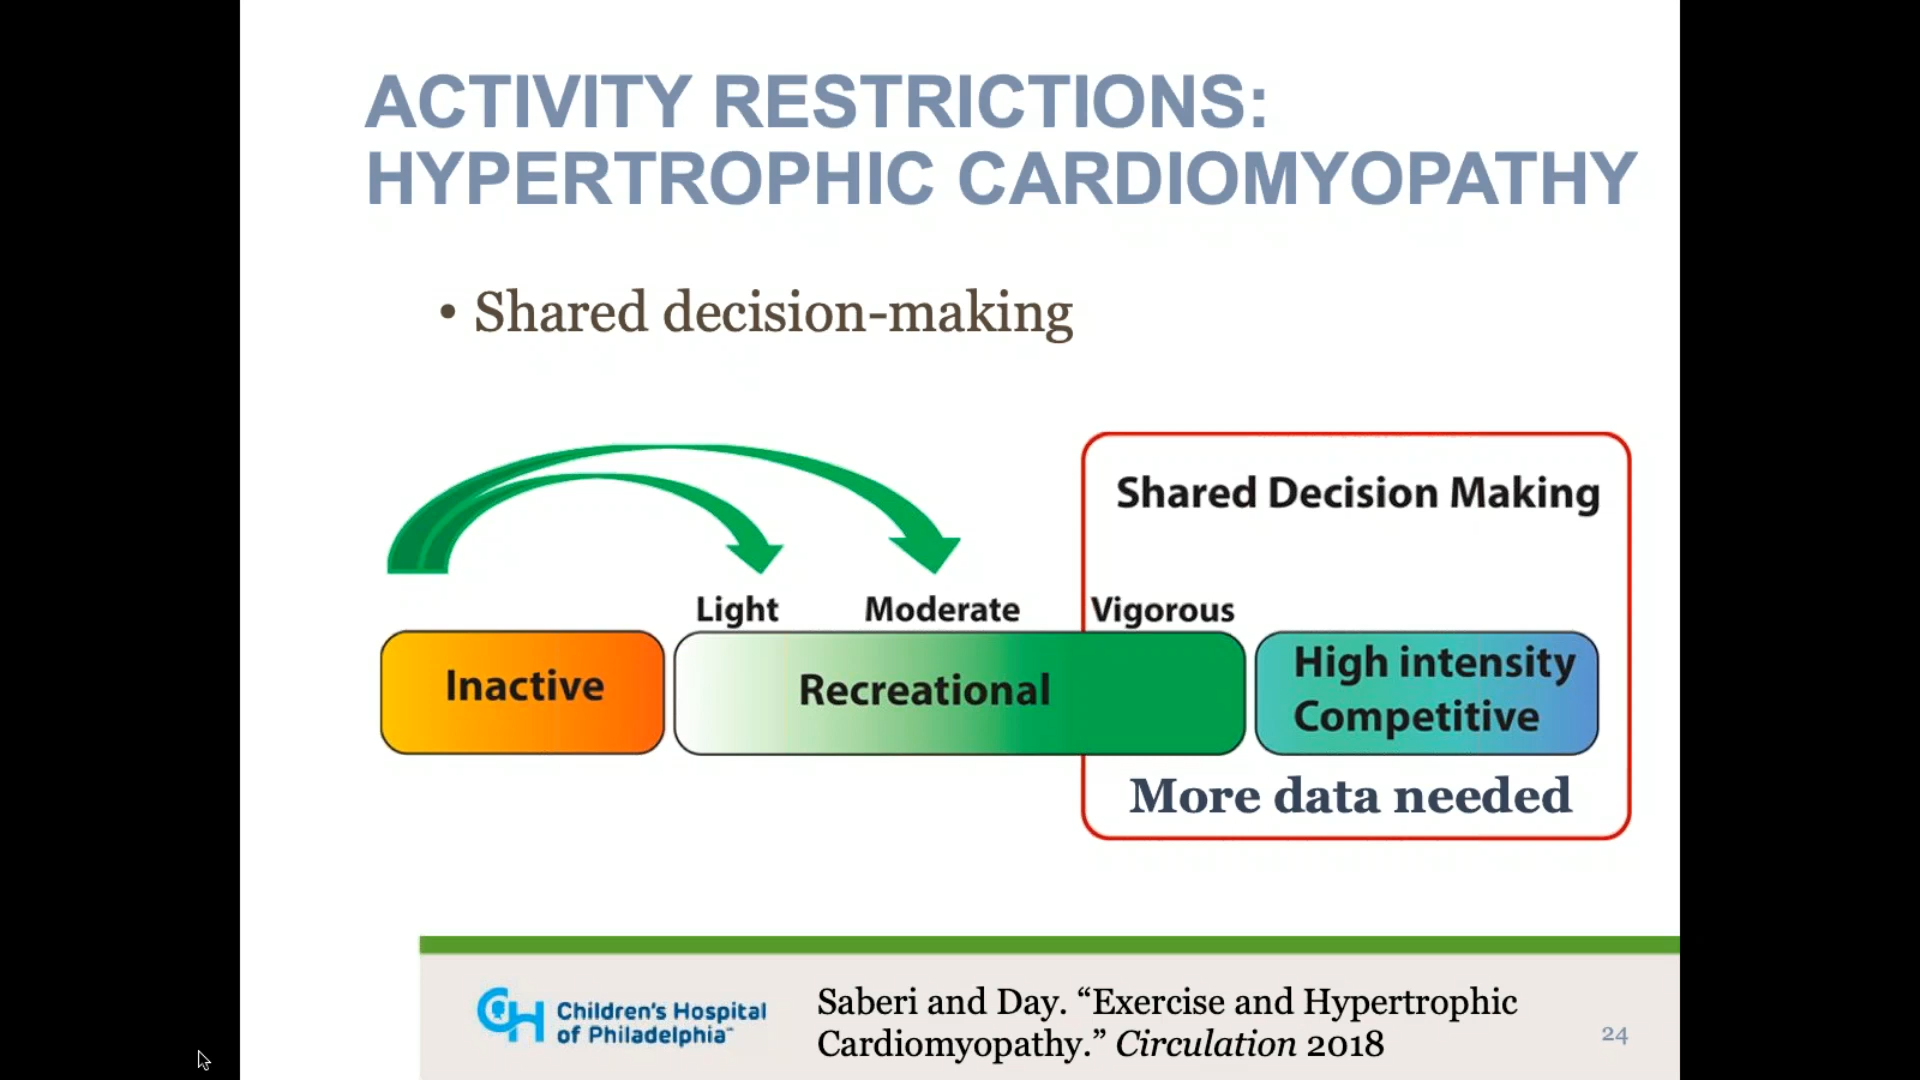 ACTIVITY RESTRICTIONS:
HYPERTROPHIC CARDIOMYOPATHY
• Shared decision-making
Shared Decision Making
Light Moderate Vigorous
Inactive
Recreational
High intensity
Competitive
More data needed
Children's Hospital
of Philadelphia™
Saberi and Day. “Exercise and Hypertrophic
Cardiomyopathy.” Circulation 2018
24